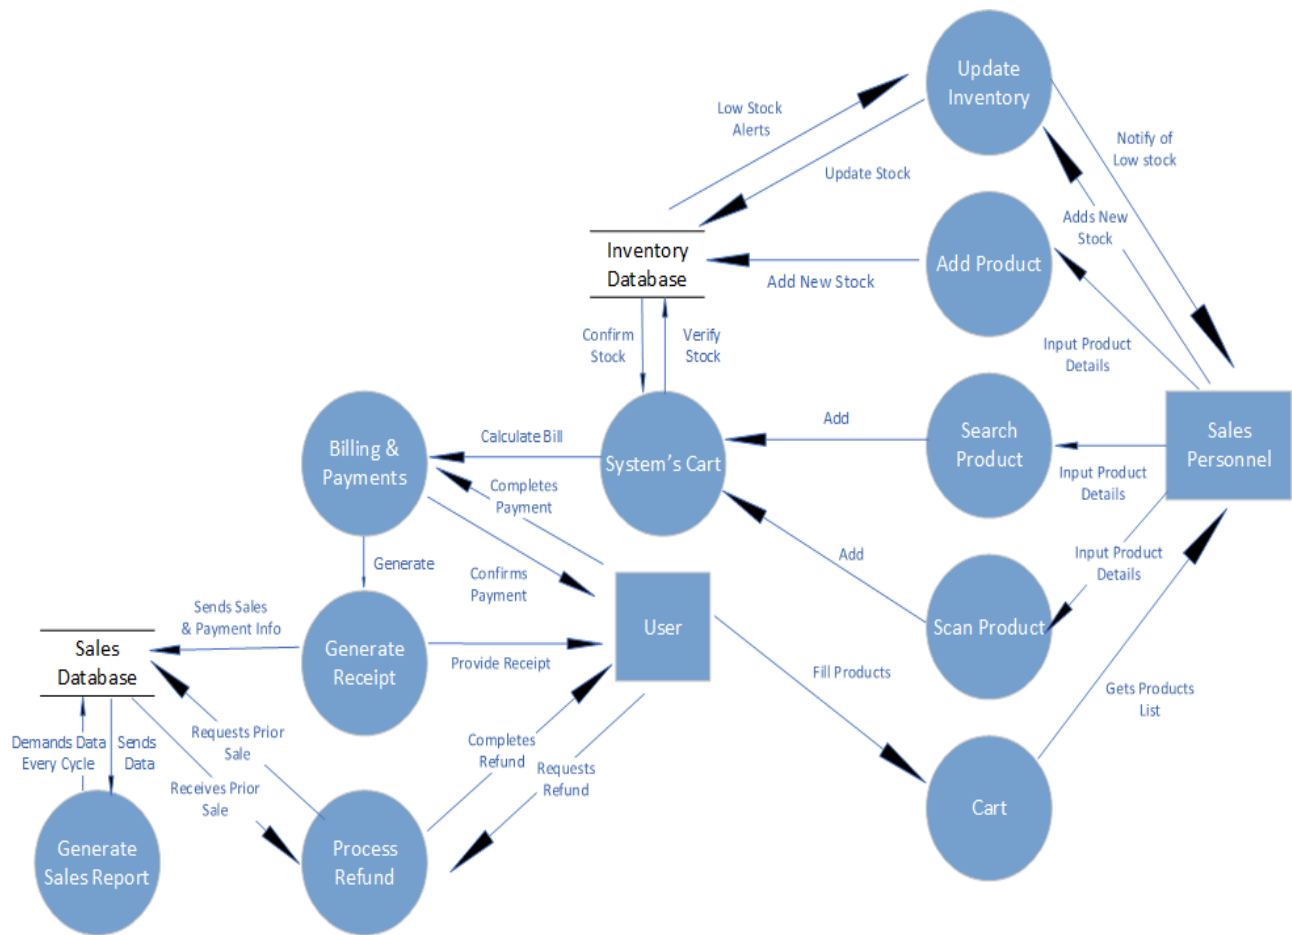 Update
Inventory
Low Stock
Alerts
Notify of
Low stock
Update Stock
Adds New
Stock
Inventory
Database
Add Product
Add New Stock
Confirm
Stock
Verify
Stock
Input Product
Details
Billing &
Payments
Calculate Bill
System's Cart
Add
Search
Product
Sales
Personnel
Input Product
Details
Completes
Payment
Generate
Confirms
Payment
Add
Input Product
Details
Sends Sales
& Payment Info
Sales
Database
Generate
Receipt
Provide Receipt
User
Scan Product
Fill Products
Gets Products
List
Demands Data
Every Cycle
Sends
Data
Requests Prior
Sale
Receives Prior
Sale
Completes
Refund
Requests
Refund
Cart
Generate
Sales Report
Process
Refund